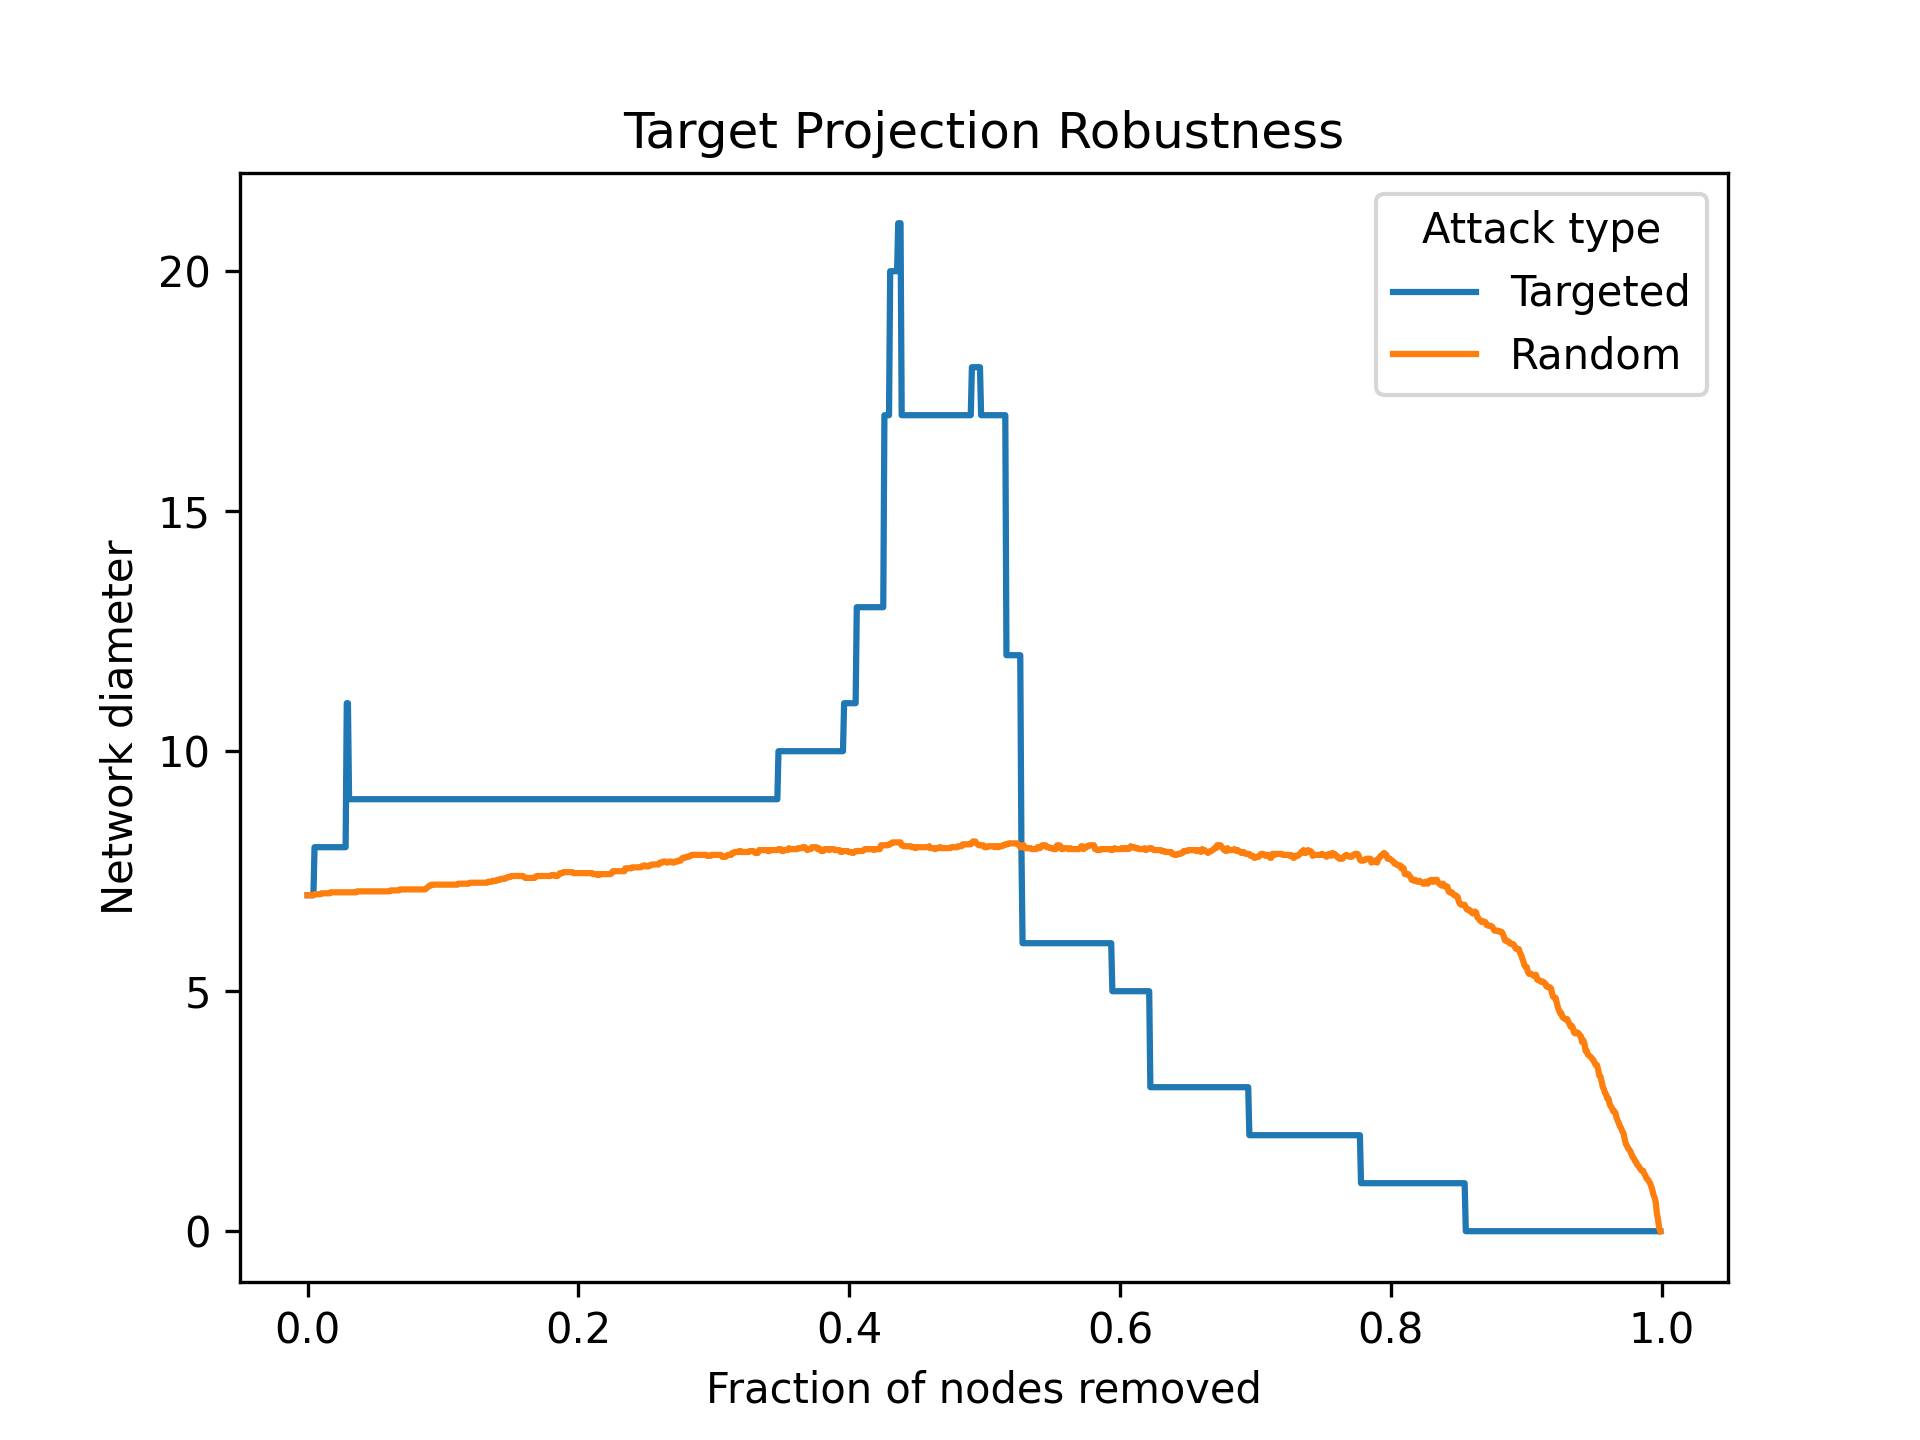 Target Projection Robustness
Attack type
Targeted
Random
Network diameter
20
15
10
5
0
0.0 0.2 0.4 0.6 0.8 1.0
Fraction of nodes removed